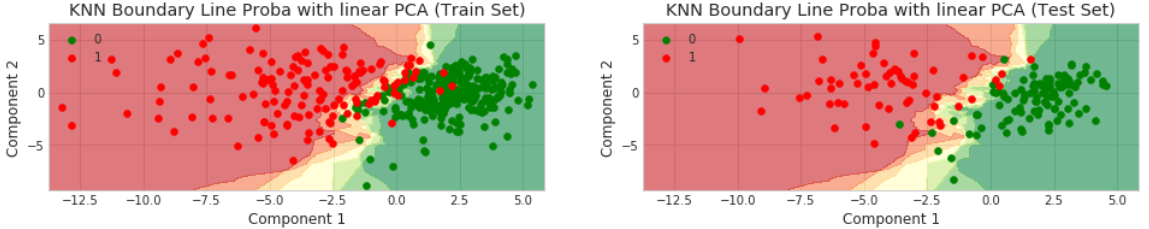 KNN Boundary Line Proba with linear PCA (Train Set)
5
0
−5
Component 2
0
1
−12.5 −10.0 −7.5 −5.0 −2.5 0.0 2.5 5.0
Component 1
KNN Boundary Line Proba with linear PCA (Test Set)
5
0
−5
Component 2
0
1
−12.5 −10.0 −7.5 −5.0 −2.5 0.0 2.5 5.0
Component 1